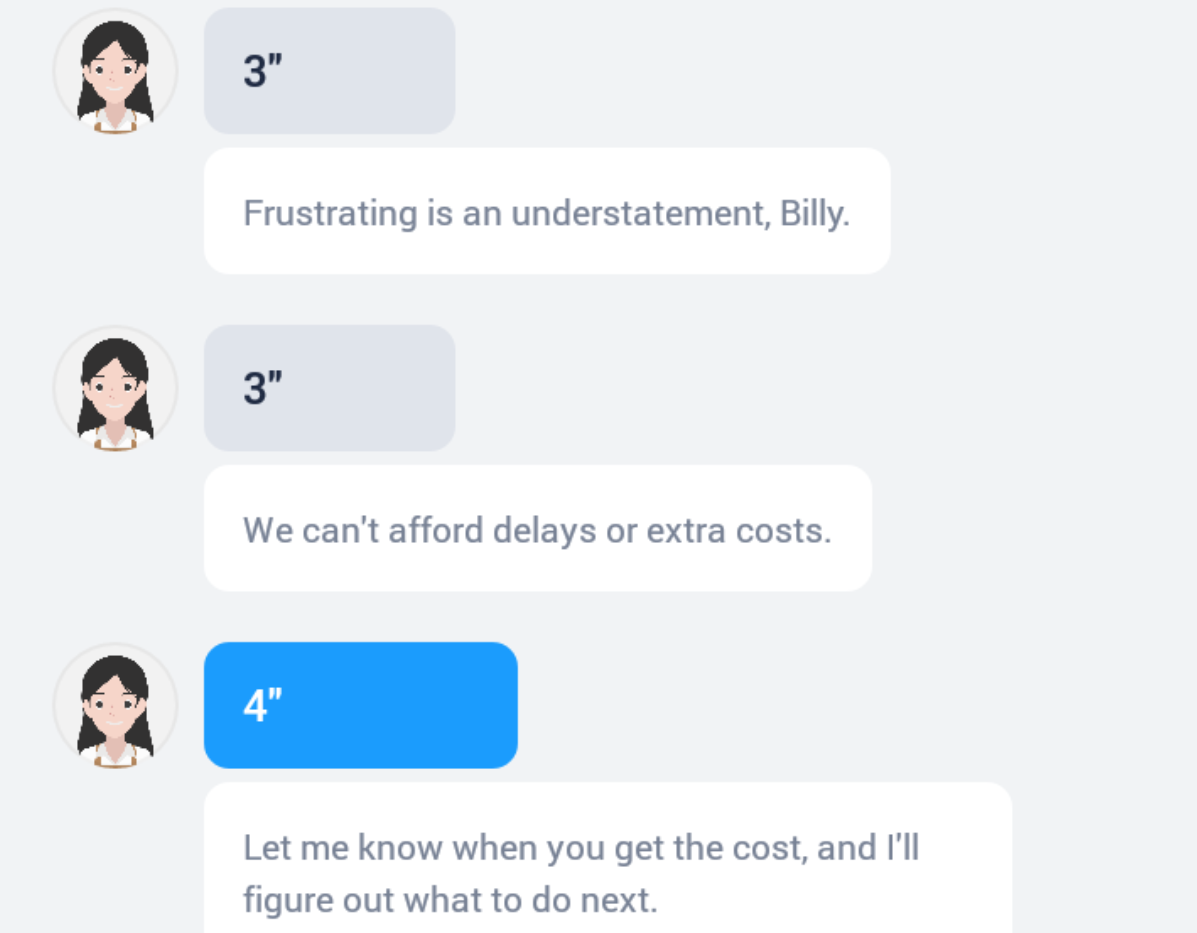 3"
Frustrating is an understatement, Billy.
3"
We can't afford delays or extra costs.
4"
Let me know when you get the cost, and I'll
figure out what to do next.